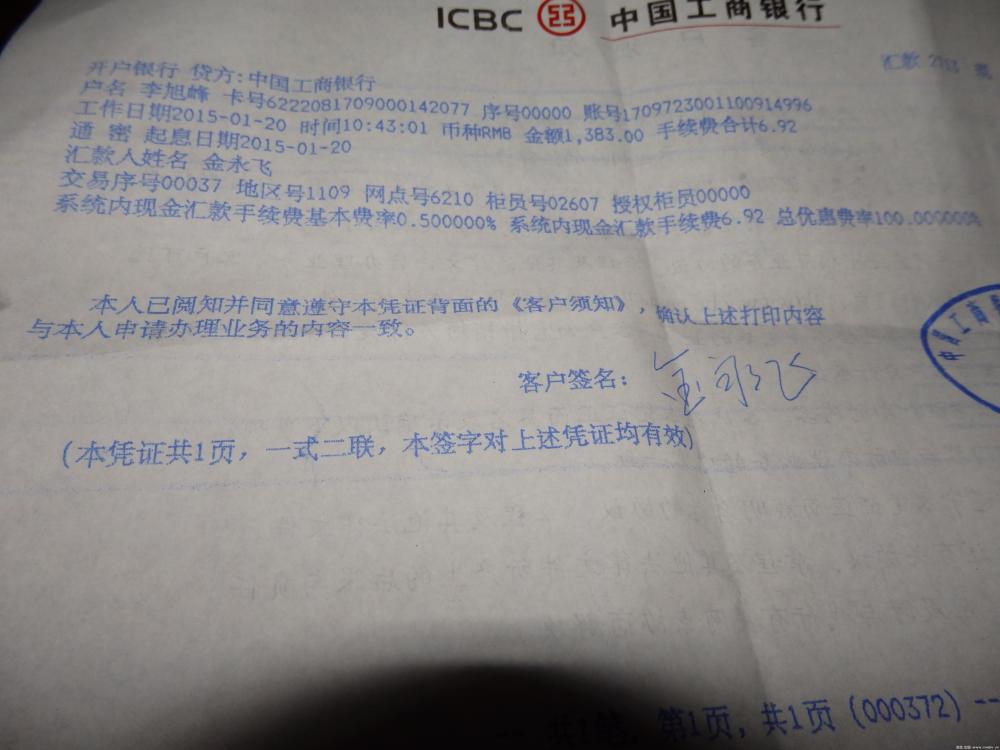 ICBC 中国工商银行
汇款
开户银行 贷方:中国工商银行
户名 李旭峰 卡号6222081709000142077 序号00000 账号1709723001100914996
工作日期2015-01-20 时间10:43:01 币种RMB 金额1,383.00 手续费合计6.92
通 密 起息日期2015-01-20
汇款人姓名 金永飞
交易序号00037 地区号1109 网点号6210 柜员号02607 授权柜员00000
系统内现金汇款手续费基本费率0.500000% 系统内现金汇款手续费6.92 总优惠费率100.000000%
本人已阅知并同意遵守本凭证背面的《客户须知》,确认上述打印内容
与本人申请办理业务的内容一致。
客户签名: 金永飞
(本凭证共1页,一式二联,本签字对上述凭证均有效)
中国工商
-- 共1笔, 第1页, 共1页 (000372) --